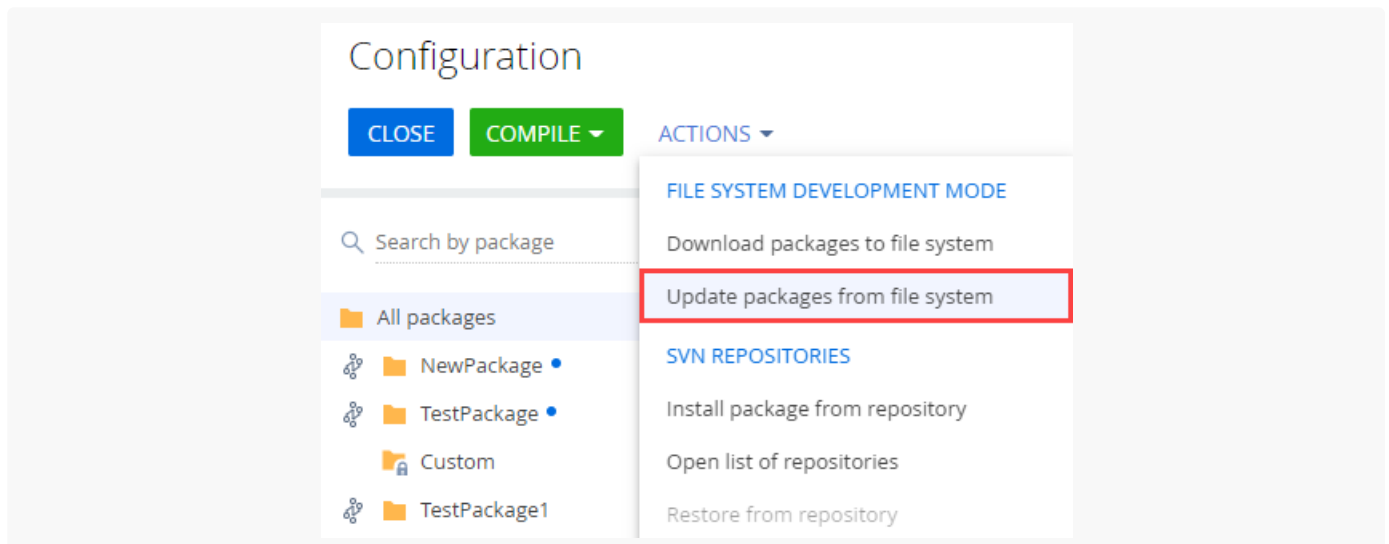 Configuration
CLOSE
COMPILE
ACTIONS
FILE SYSTEM DEVELOPMENT MODE
Search by package
Download packages to file system
Update packages from file system
All packages
SVN REPOSITORIES
NewPackage
Install package from repository
TestPackage
Open list of repositories
Custom
TestPackage1
Restore from repository